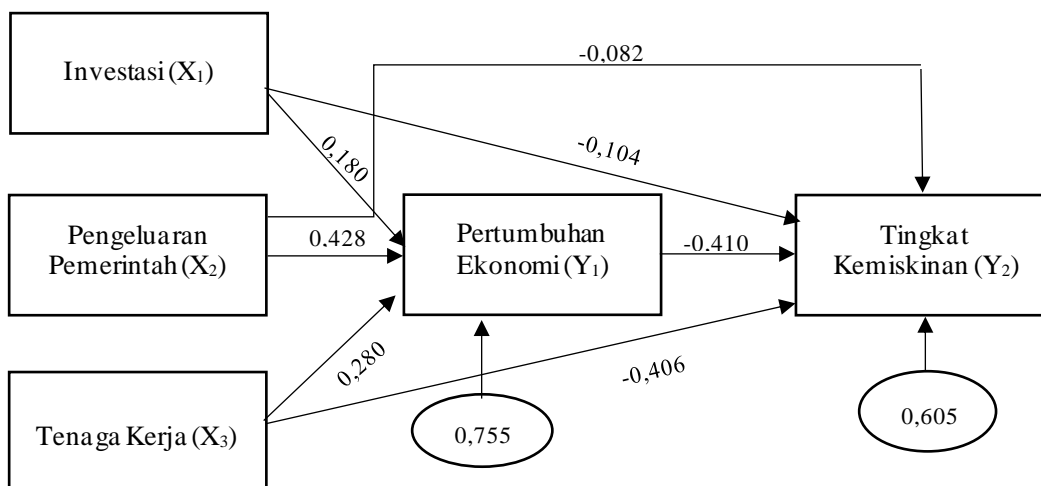 -0,082
Investasi (X₁)
0,180
-0,104
Pengeluaran
Pemerintah (X₂)
0,428
Pertumbuhan
Ekonomi (Y₁)
-0,410
Tingkat
Kemiskinan (Y₂)
0,280
-0,406
Tenaga Kerja (X₃)
0,755
0,605